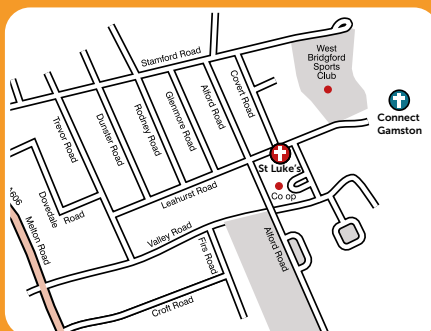 Stamford Road
West
Bridgford
Sports
Club
Connect
Gamston
Trevor Road
Dunster Road
Rodney Road
Glenmore Road
Alford Road
Covert Road
St Luke's
Co op
Leahurst Road
Dovedale
Road
A606
Melton Road
Valley Road
Firs Road
Alford Road
Croft Road